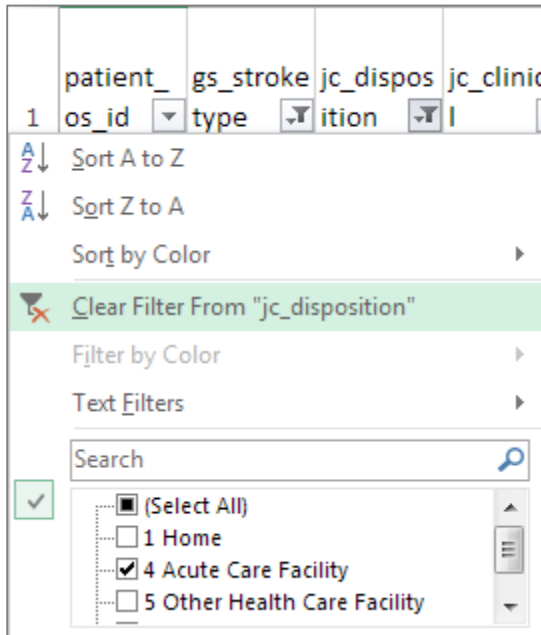 patient_ gs_stroke jc_dispos jc_clinic
1 os_id type ition l
Sort A to Z
Sort Z to A
Sort by Color
Clear Filter From "jc_disposition"
Filter by Color
Text Filters
Search
(Select All)
1 Home
4 Acute Care Facility
5 Other Health Care Facility